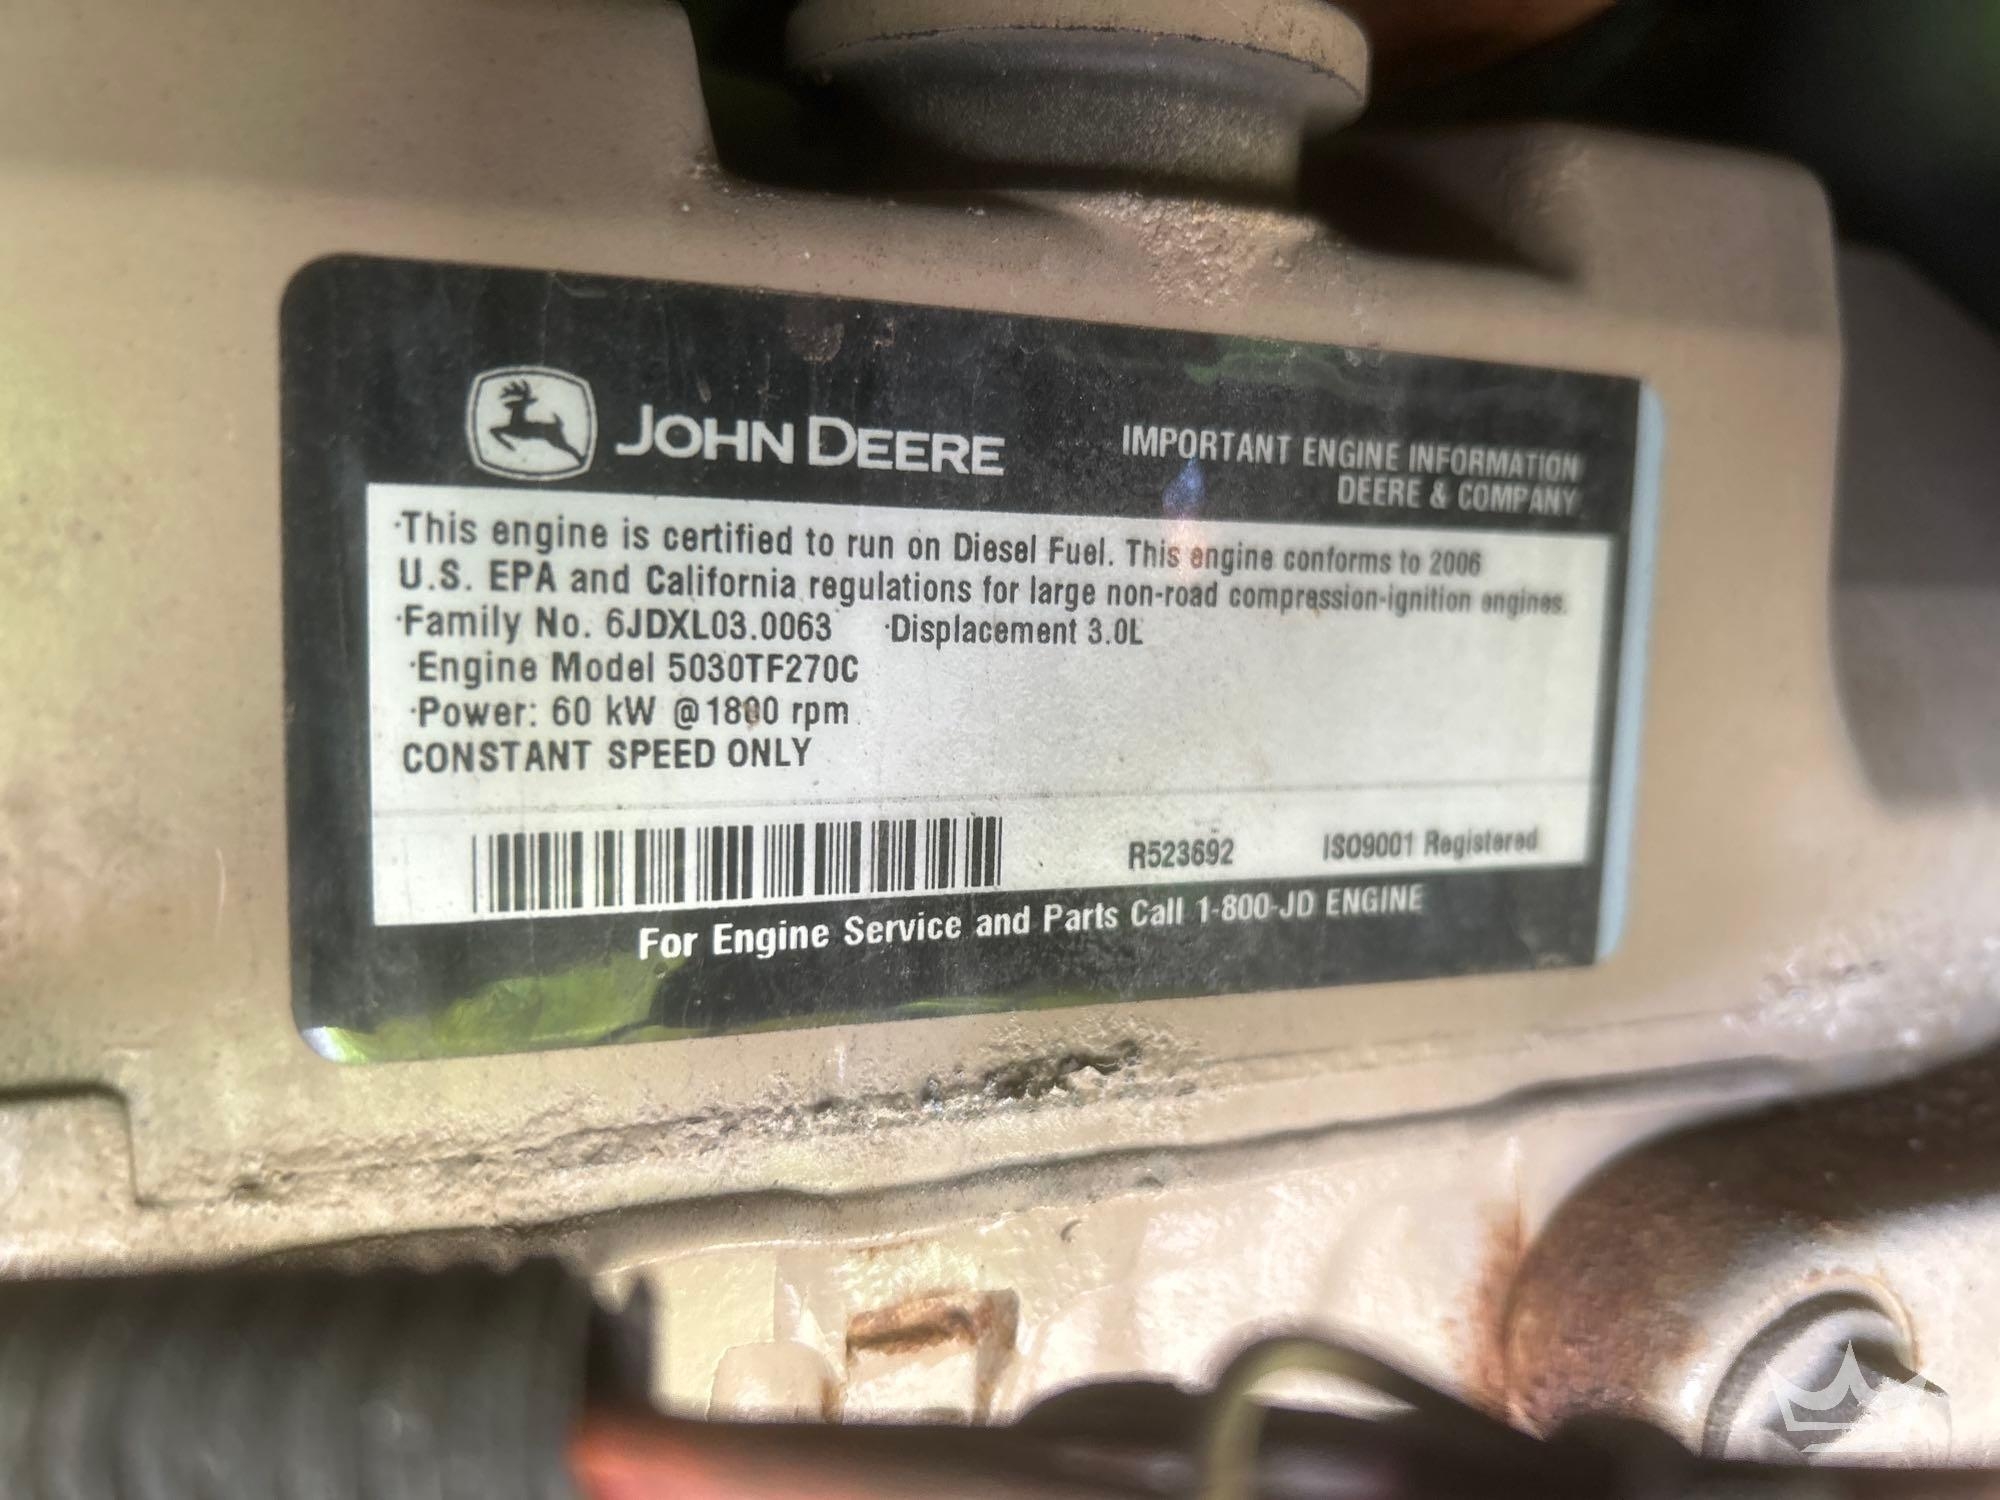 JOHN DEERE
IMPORTANT ENGINE INFORMATION
DEERE & COMPANY
·This engine is certified to run on Diesel Fuel. This engine conforms to 2006
U.S. EPA and California regulations for large non-road compression-ignition engines.
·Family No. 6JDXL03.0063 ·Displacement 3.0L
·Engine Model 5030TF270C
·Power: 60 kW @1800 rpm
CONSTANT SPEED ONLY
R523692 ISO9001 Registered
For Engine Service and Parts Call 1-800-JD ENGINE